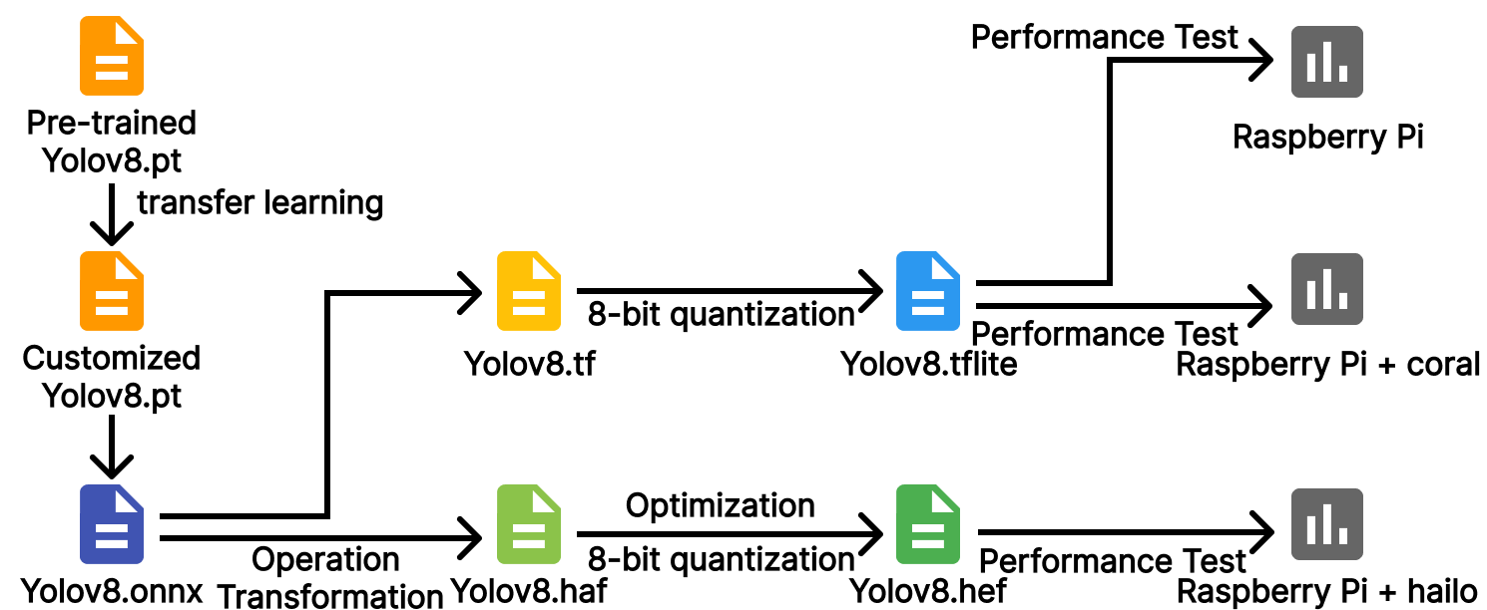 Performance Test
Pre-trained
Yolov8.pt
Raspberry Pi
transfer learning
8-bit quantization
Performance Test
Customized
Yolov8.pt
Yolov8.tf
Yolov8.tflite
Raspberry Pi + coral
Optimization
Operation
Transformation
8-bit quantization
Performance Test
Yolov8.onnx
Yolov8.haf
Yolov8.hef
Raspberry Pi + hailo